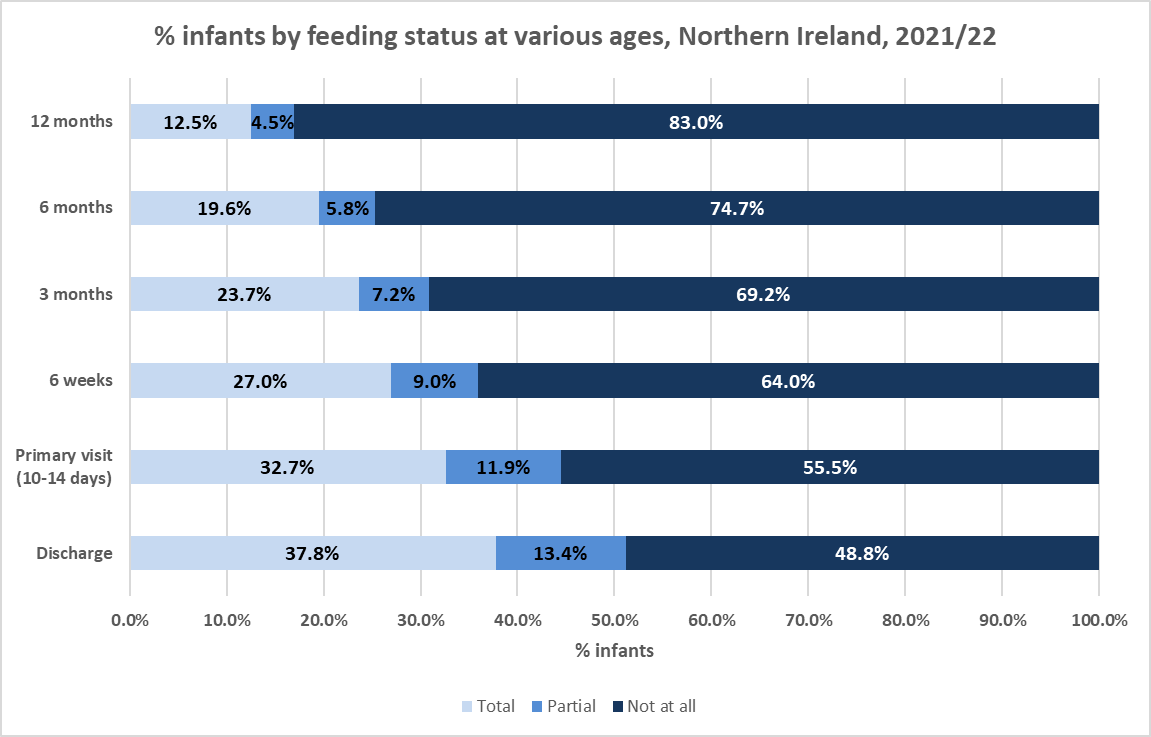 % infants by feeding status at various ages, Northern Ireland, 2021/22
12 months
12.5% 4.5% 83.0%
6 months
19.6% 5.8% 74.7%
3 months
23.7% 7.2% 69.2%
6 weeks
27.0% 9.0% 64.0%
Primary visit
(10-14 days)
32.7% 11.9% 55.5%
Discharge
37.8% 13.4% 48.8%
0.0% 10.0% 20.0% 30.0% 40.0% 50.0% 60.0% 70.0% 80.0% 90.0% 100.0%
% infants
Total Partial Not at all